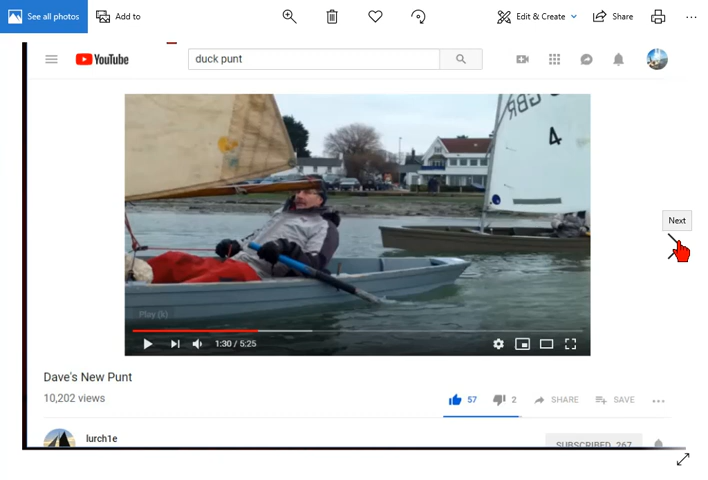 See all photos
Add to
Edit & Create
Share
YouTube
duck punt
GBR
4
Next
Play (k)
1:30 / 5:25
Dave's New Punt
10,202 views
57
2
SHARE
SAVE
lurch1e
SUBSCRIBED 267